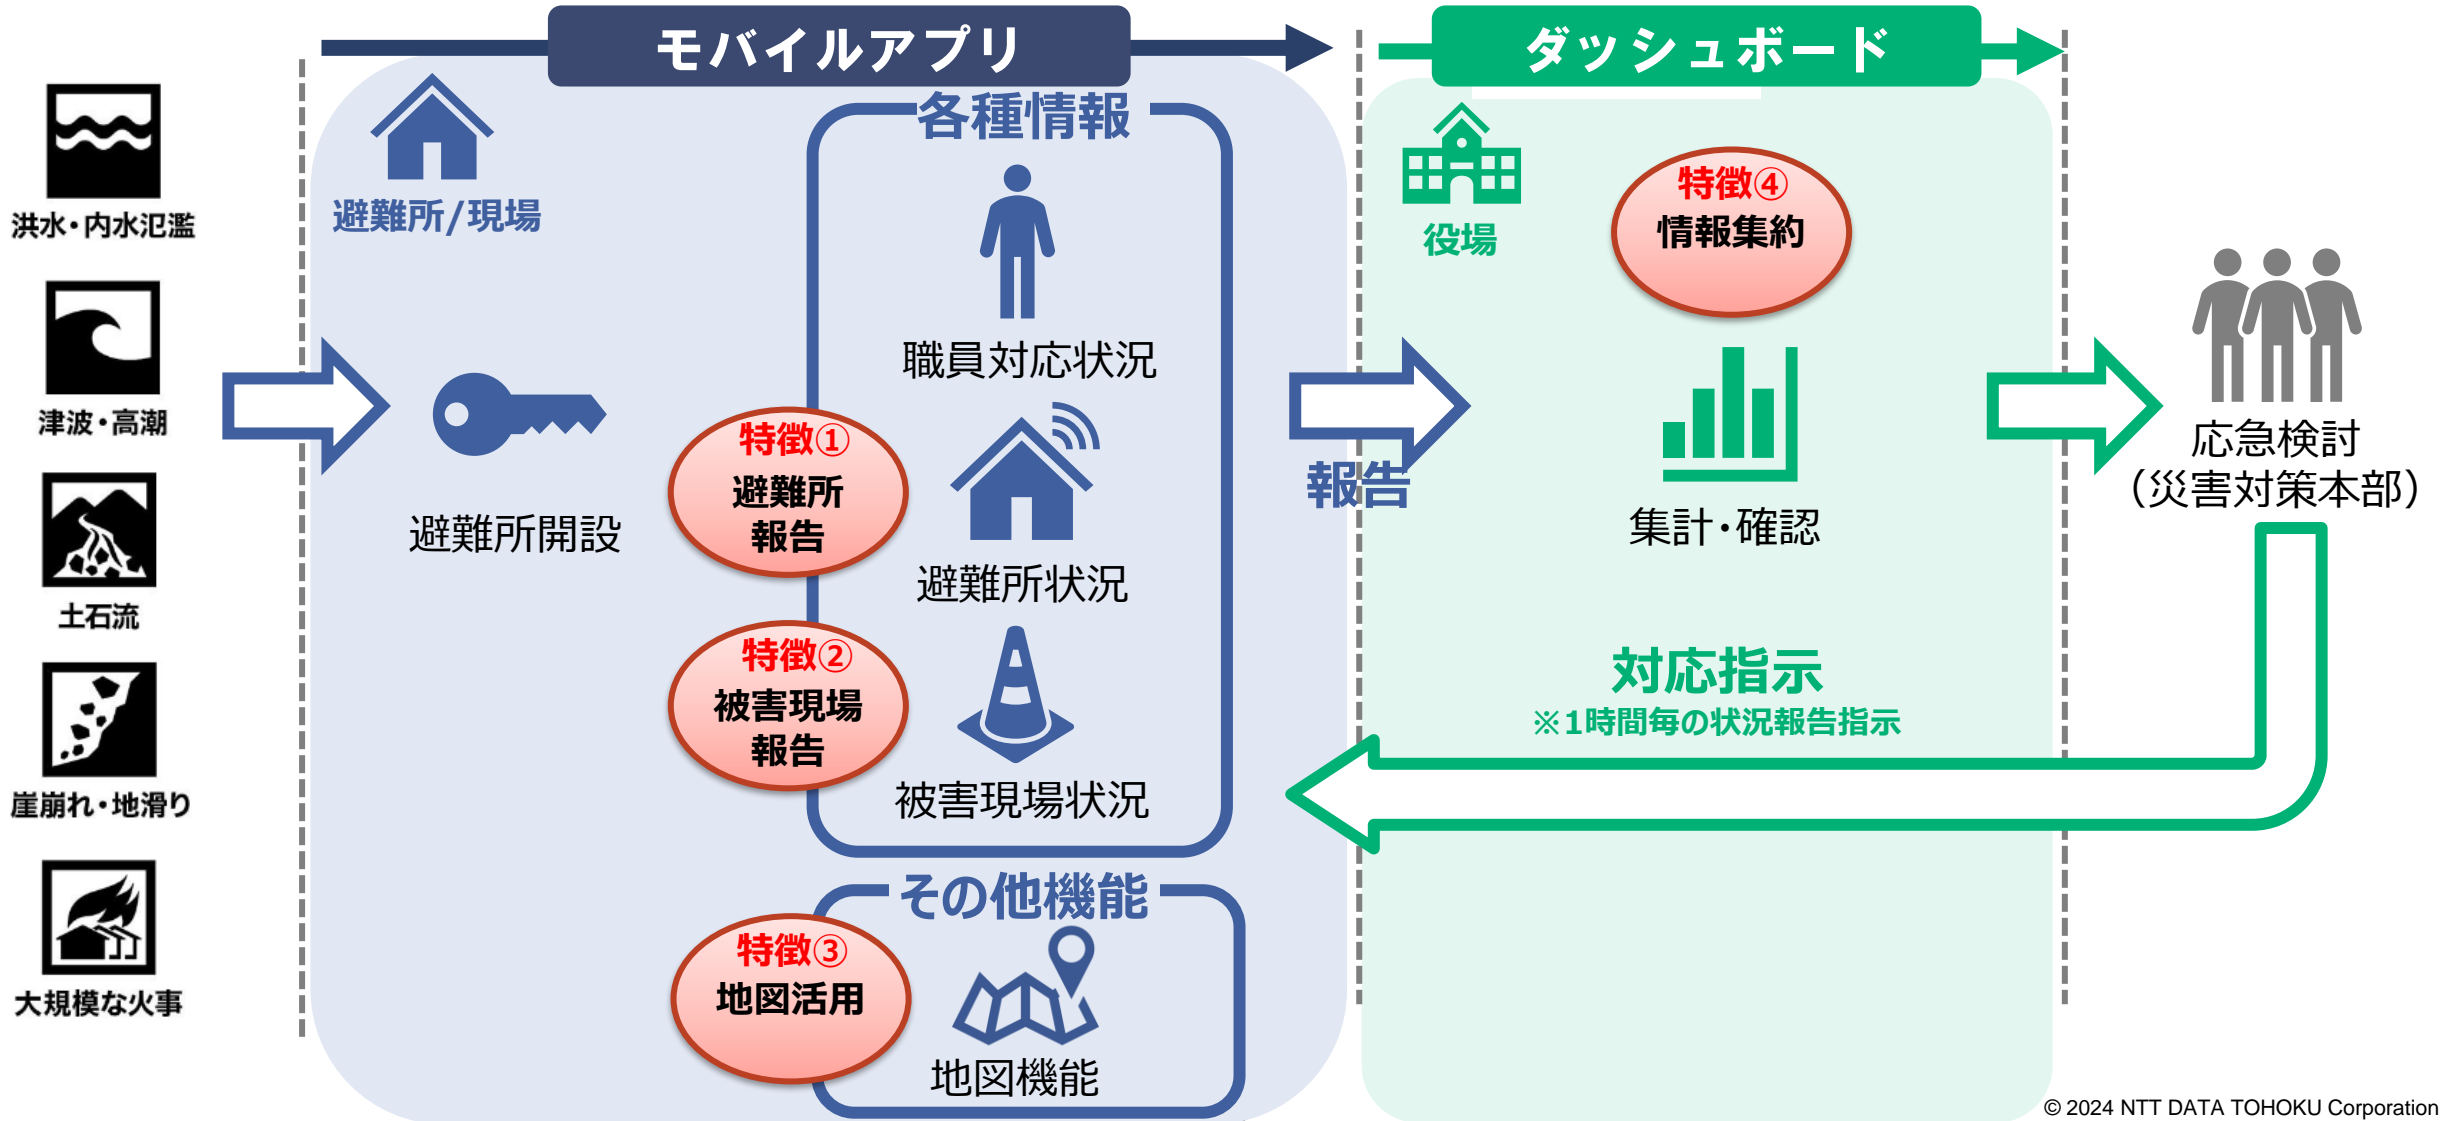 モバイルアプリ
ダッシュボード
洪水・内水氾濫
津波・高潮
土石流
崖崩れ・地滑り
大規模な火事
避難所/現場
避難所開設
各種情報
職員対応状況
特徴①
避難所
報告
避難所状況
特徴②
被害現場
報告
被害現場状況
その他機能
特徴③
地図活用
地図機能
報告
役場
特徴④
情報集約
集計・確認
対応指示
※1時間毎の状況報告指示
応急検討
（災害対策本部）
© 2024 NTT DATA TOHOKU Corporation